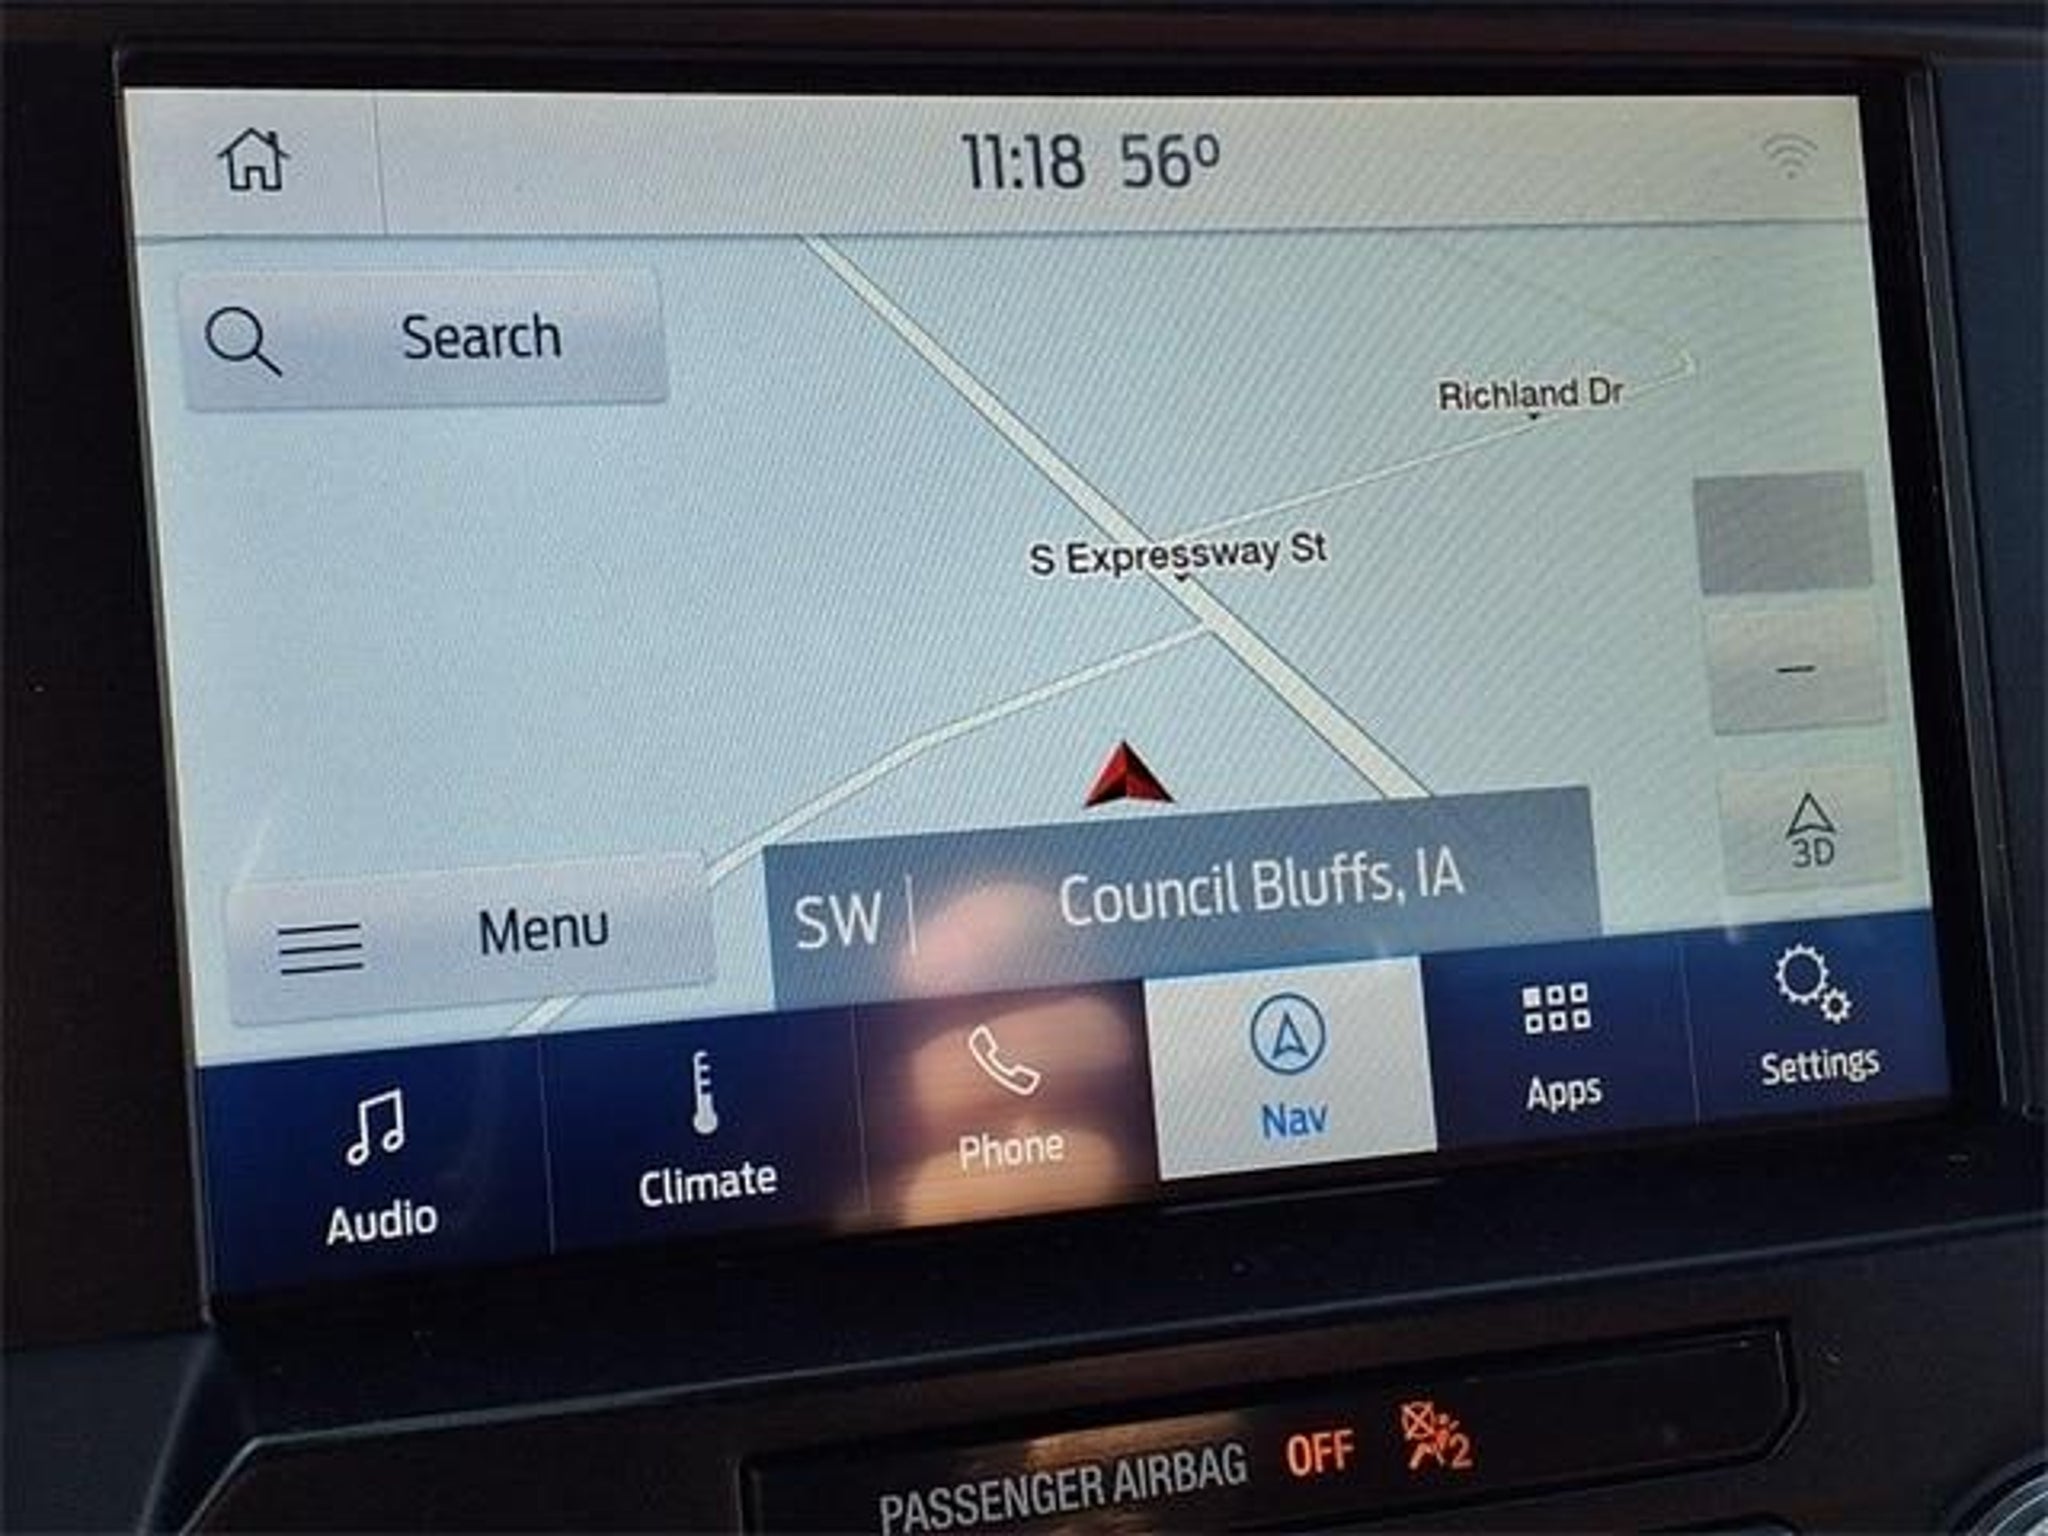 11:18 56°
Search
Richland Dr
S Expressway St
3D
SW
Council Bluffs, IA
Menu
Audio
Climate
Phone
Nav
Apps
Settings
PASSENGER AIRBAG OFF 2